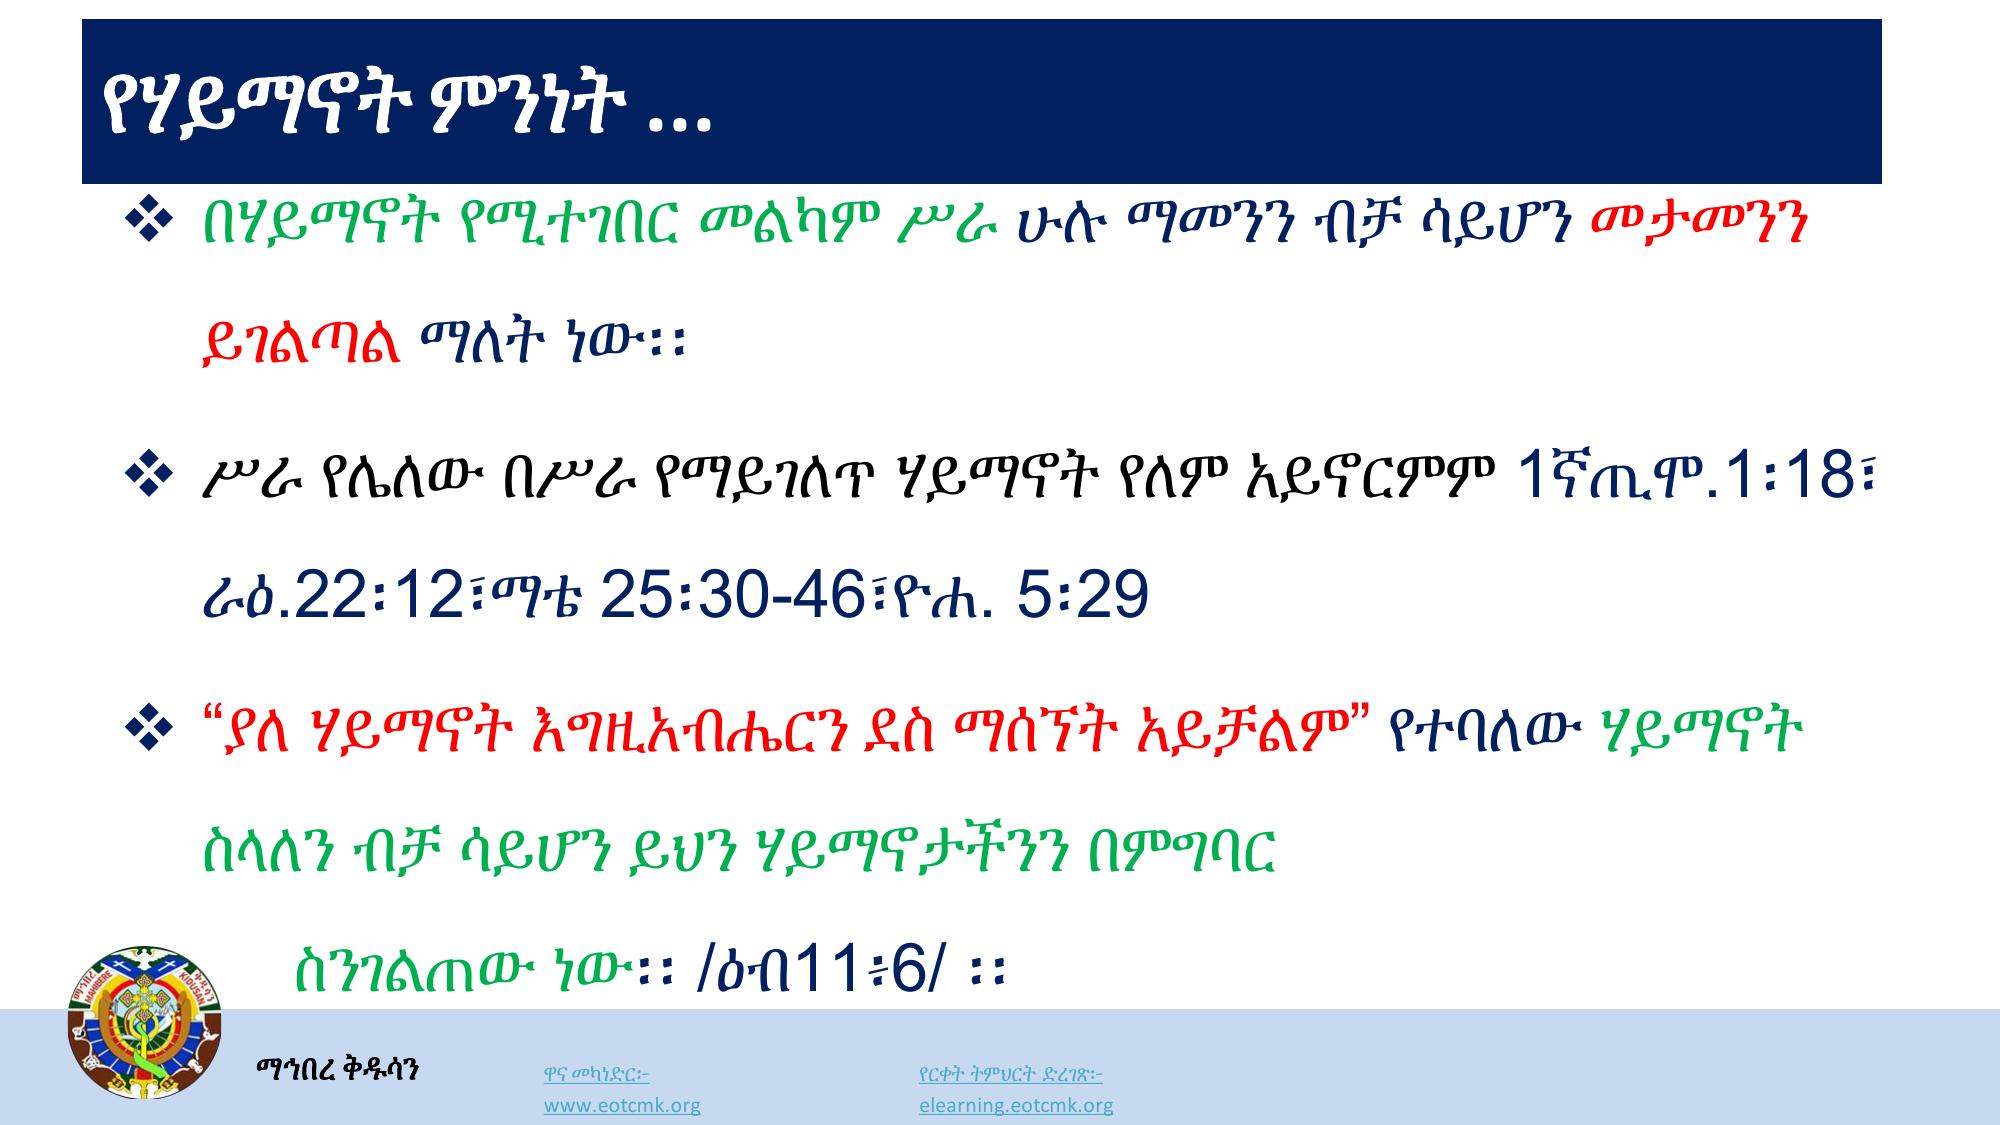 የሃይማኖት ምንነት ...
❖ በሃይማኖት የሚተገበር መልካም ሥራ ሁሉ ማመንን ብቻ ሳይሆን መታመንን
ይገልጣል ማለት ነው፡፡
❖ ሥራ የሌለው በሥራ የማይገለጥ ሃይማኖት የለም አይኖርምም 1ኛጢሞ.1፡18፣
ራዕ.22፡12፣ማቴ 25፡30-46፣ዮሐ. 5፡29
❖ “ያለ ሃይማኖት እግዚአብሔርን ደስ ማሰኘት አይቻልም” የተባለው ሃይማኖት
ስላለን ብቻ ሳይሆን ይህን ሃይማኖታችንን በምግባር
ስንገልጠው ነው፡፡ /ዕብ11፥6/ ፡፡
ማኅበረ ቅዱሳን
ዋና መካነድር፡-
www.eotcmk.org
የርቀት ትምህርት ድረገጽ፡-
elearning.eotcmk.org
ማኅበረ ቅዱሳን
MAHIBERE KIDUSAN